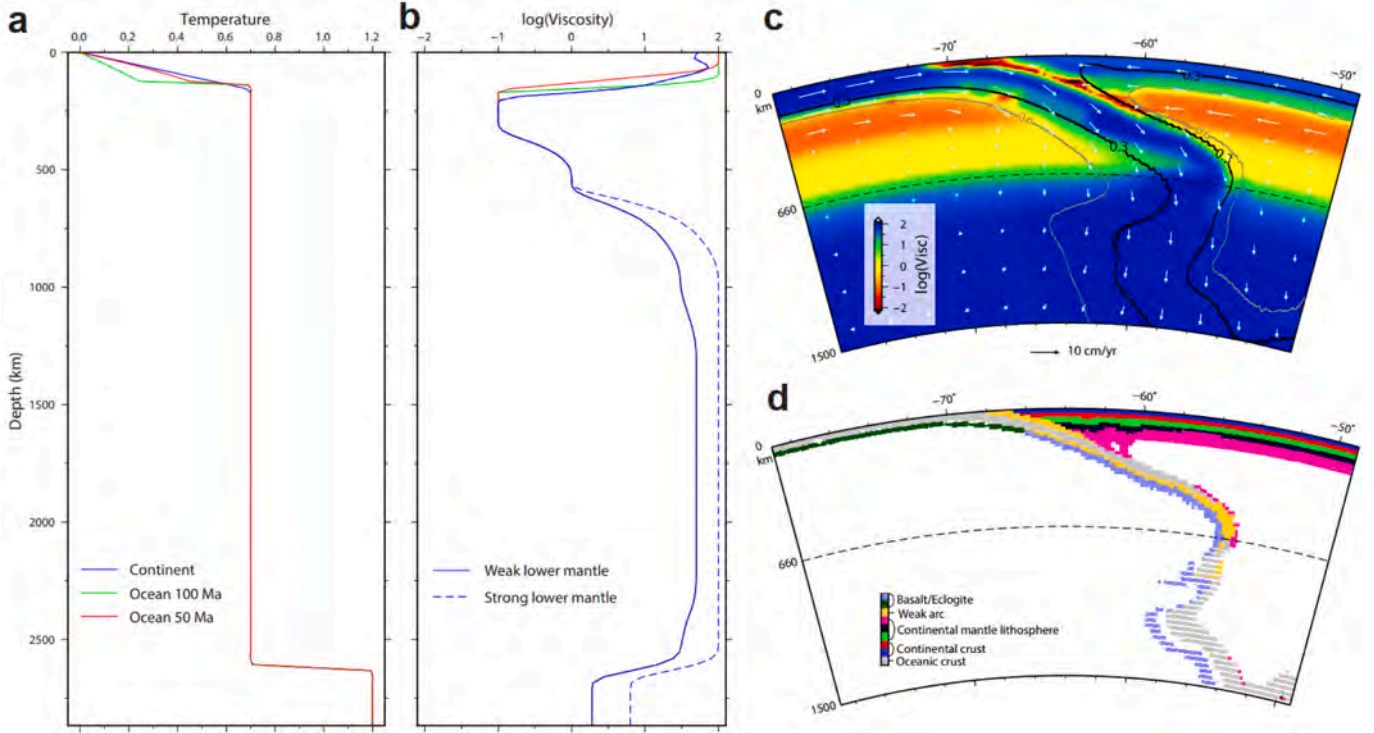 a
Temperature
0.0 0.2 0.4 0.6 0.8 1.0 1.2
0
500
1000
1500
2000
2500
Depth (km)
Continent
Ocean 100 Ma
Ocean 50 Ma
b
log(Viscosity)
−2 −1 0 1 2
Weak lower mantle
Strong lower mantle
c
−70° −60° −50°
0
km
660
1500
0.3
0.3
0.3
0.6
2
1
0
−1
−2
log(Visc)
10 cm/yr
d
−70° −60° −50°
0
km
660
1500
Basalt/Eclogite
Weak arc
Continental mantle lithosphere
Continental crust
Oceanic crust